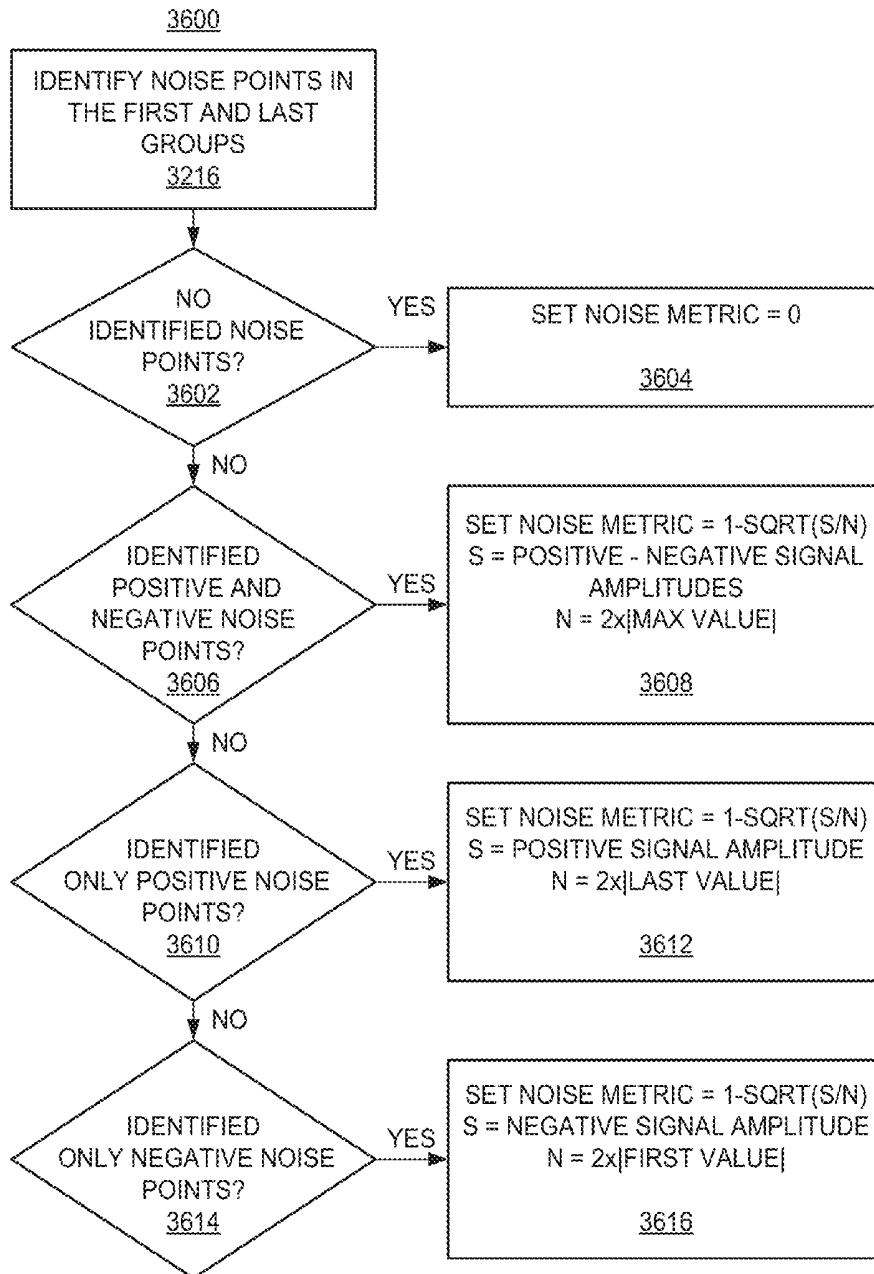 3600
IDENTIFY NOISE POINTS IN
THE FIRST AND LAST
GROUPS
3216
NO
IDENTIFIED NOISE
POINTS?
3602
YES
SET NOISE METRIC = 0
3604
NO
IDENTIFIED
POSITIVE AND
NEGATIVE NOISE
POINTS?
3606
YES
SET NOISE METRIC = 1-SQRT(S/N)
S = POSITIVE - NEGATIVE SIGNAL
AMPLITUDES
N = 2x|MAX VALUE|
3608
NO
IDENTIFIED
ONLY POSITIVE NOISE
POINTS?
3610
YES
SET NOISE METRIC = 1-SQRT(S/N)
S = POSITIVE SIGNAL AMPLITUDE
N = 2x|LAST VALUE|
3612
NO
IDENTIFIED
ONLY NEGATIVE NOISE
POINTS?
3614
YES
SET NOISE METRIC = 1-SQRT(S/N)
S = NEGATIVE SIGNAL AMPLITUDE
N = 2x|FIRST VALUE|
3616